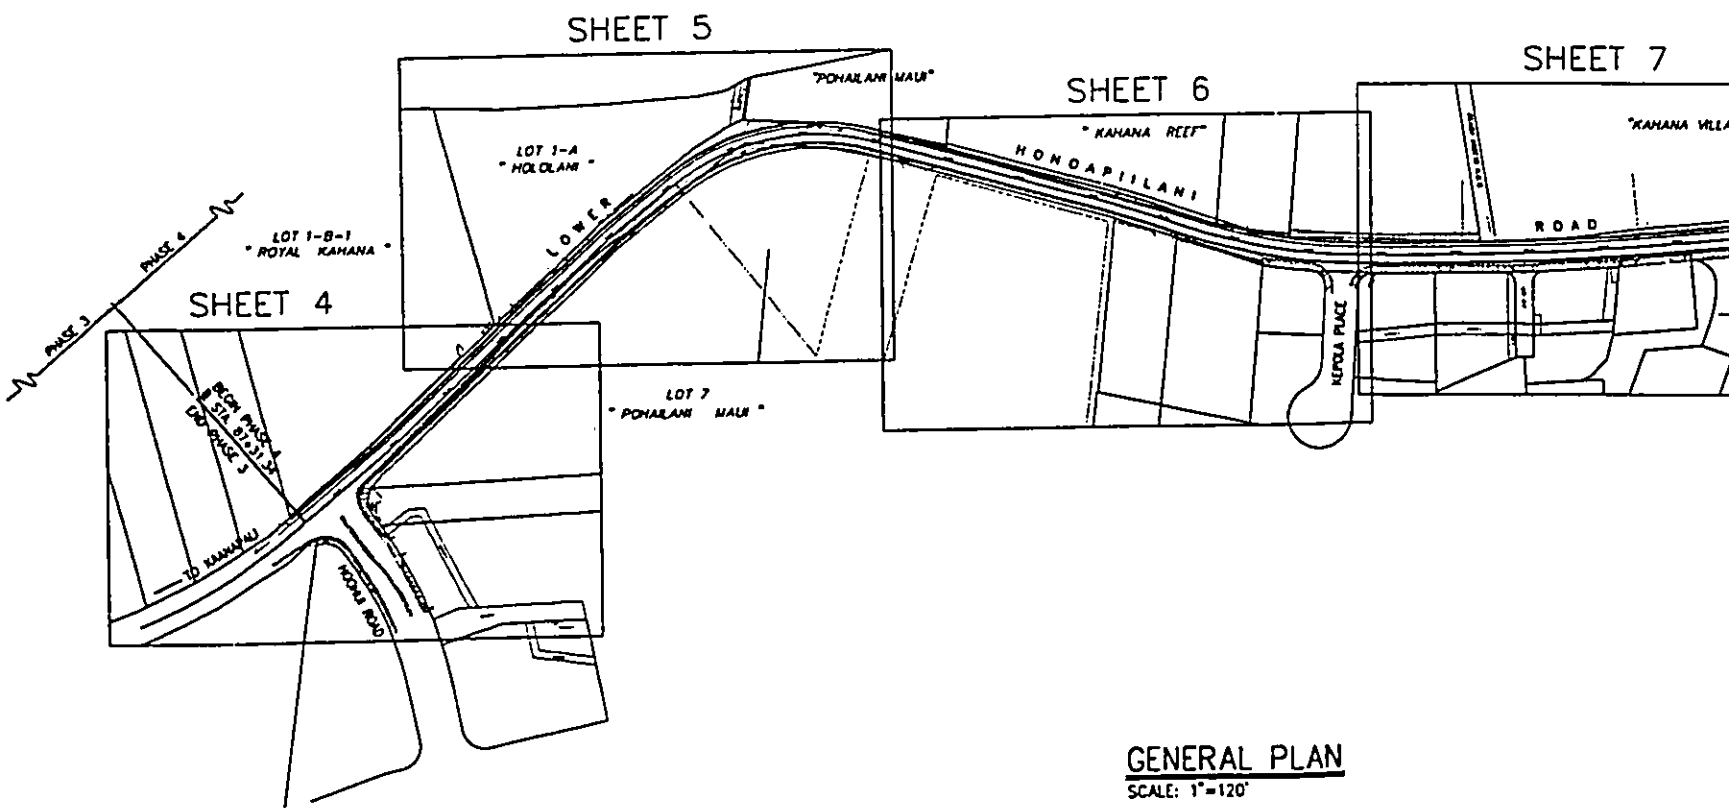 SHEET 5
SHEET 7
"POHAILANI MAUI"
SHEET 6
"KAHANA REEF"
"KAHANA VILLA
LOT 1-A
"HOLOLANI"
HONOAPIILANI
LOWER
ROAD
LOT 1-B-1
"ROYAL KAHANA"
PHASE 4
PHASE 3
SHEET 4
KEPOLA PLACE
LOT 7
"POHAILANI MAUI"
BEGIN PHASE 4
STA. 87+31.34
END PHASE 3
TO KAANAPALI
HOOHUI ROAD
GENERAL PLAN
SCALE: 1"=120'